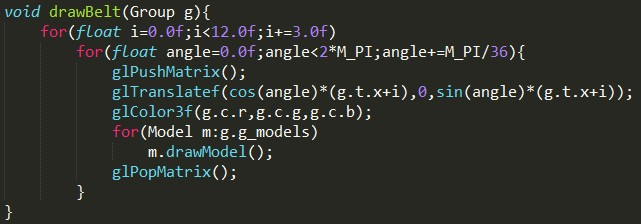 void drawBelt(Group g){
    for(float i=0.0f;i<12.0f;i+=3.0f)
        for(float angle=0.0f;angle<2*M_PI;angle+=M_PI/36){
            glPushMatrix();
            glTranslatef(cos(angle)*(g.t.x+i),0,sin(angle)*(g.t.x+i));
            glColor3f(g.c.r,g.c.g,g.c.b);
            for(Model m:g.g_models)
                m.drawModel();
            glPopMatrix();
        }
}